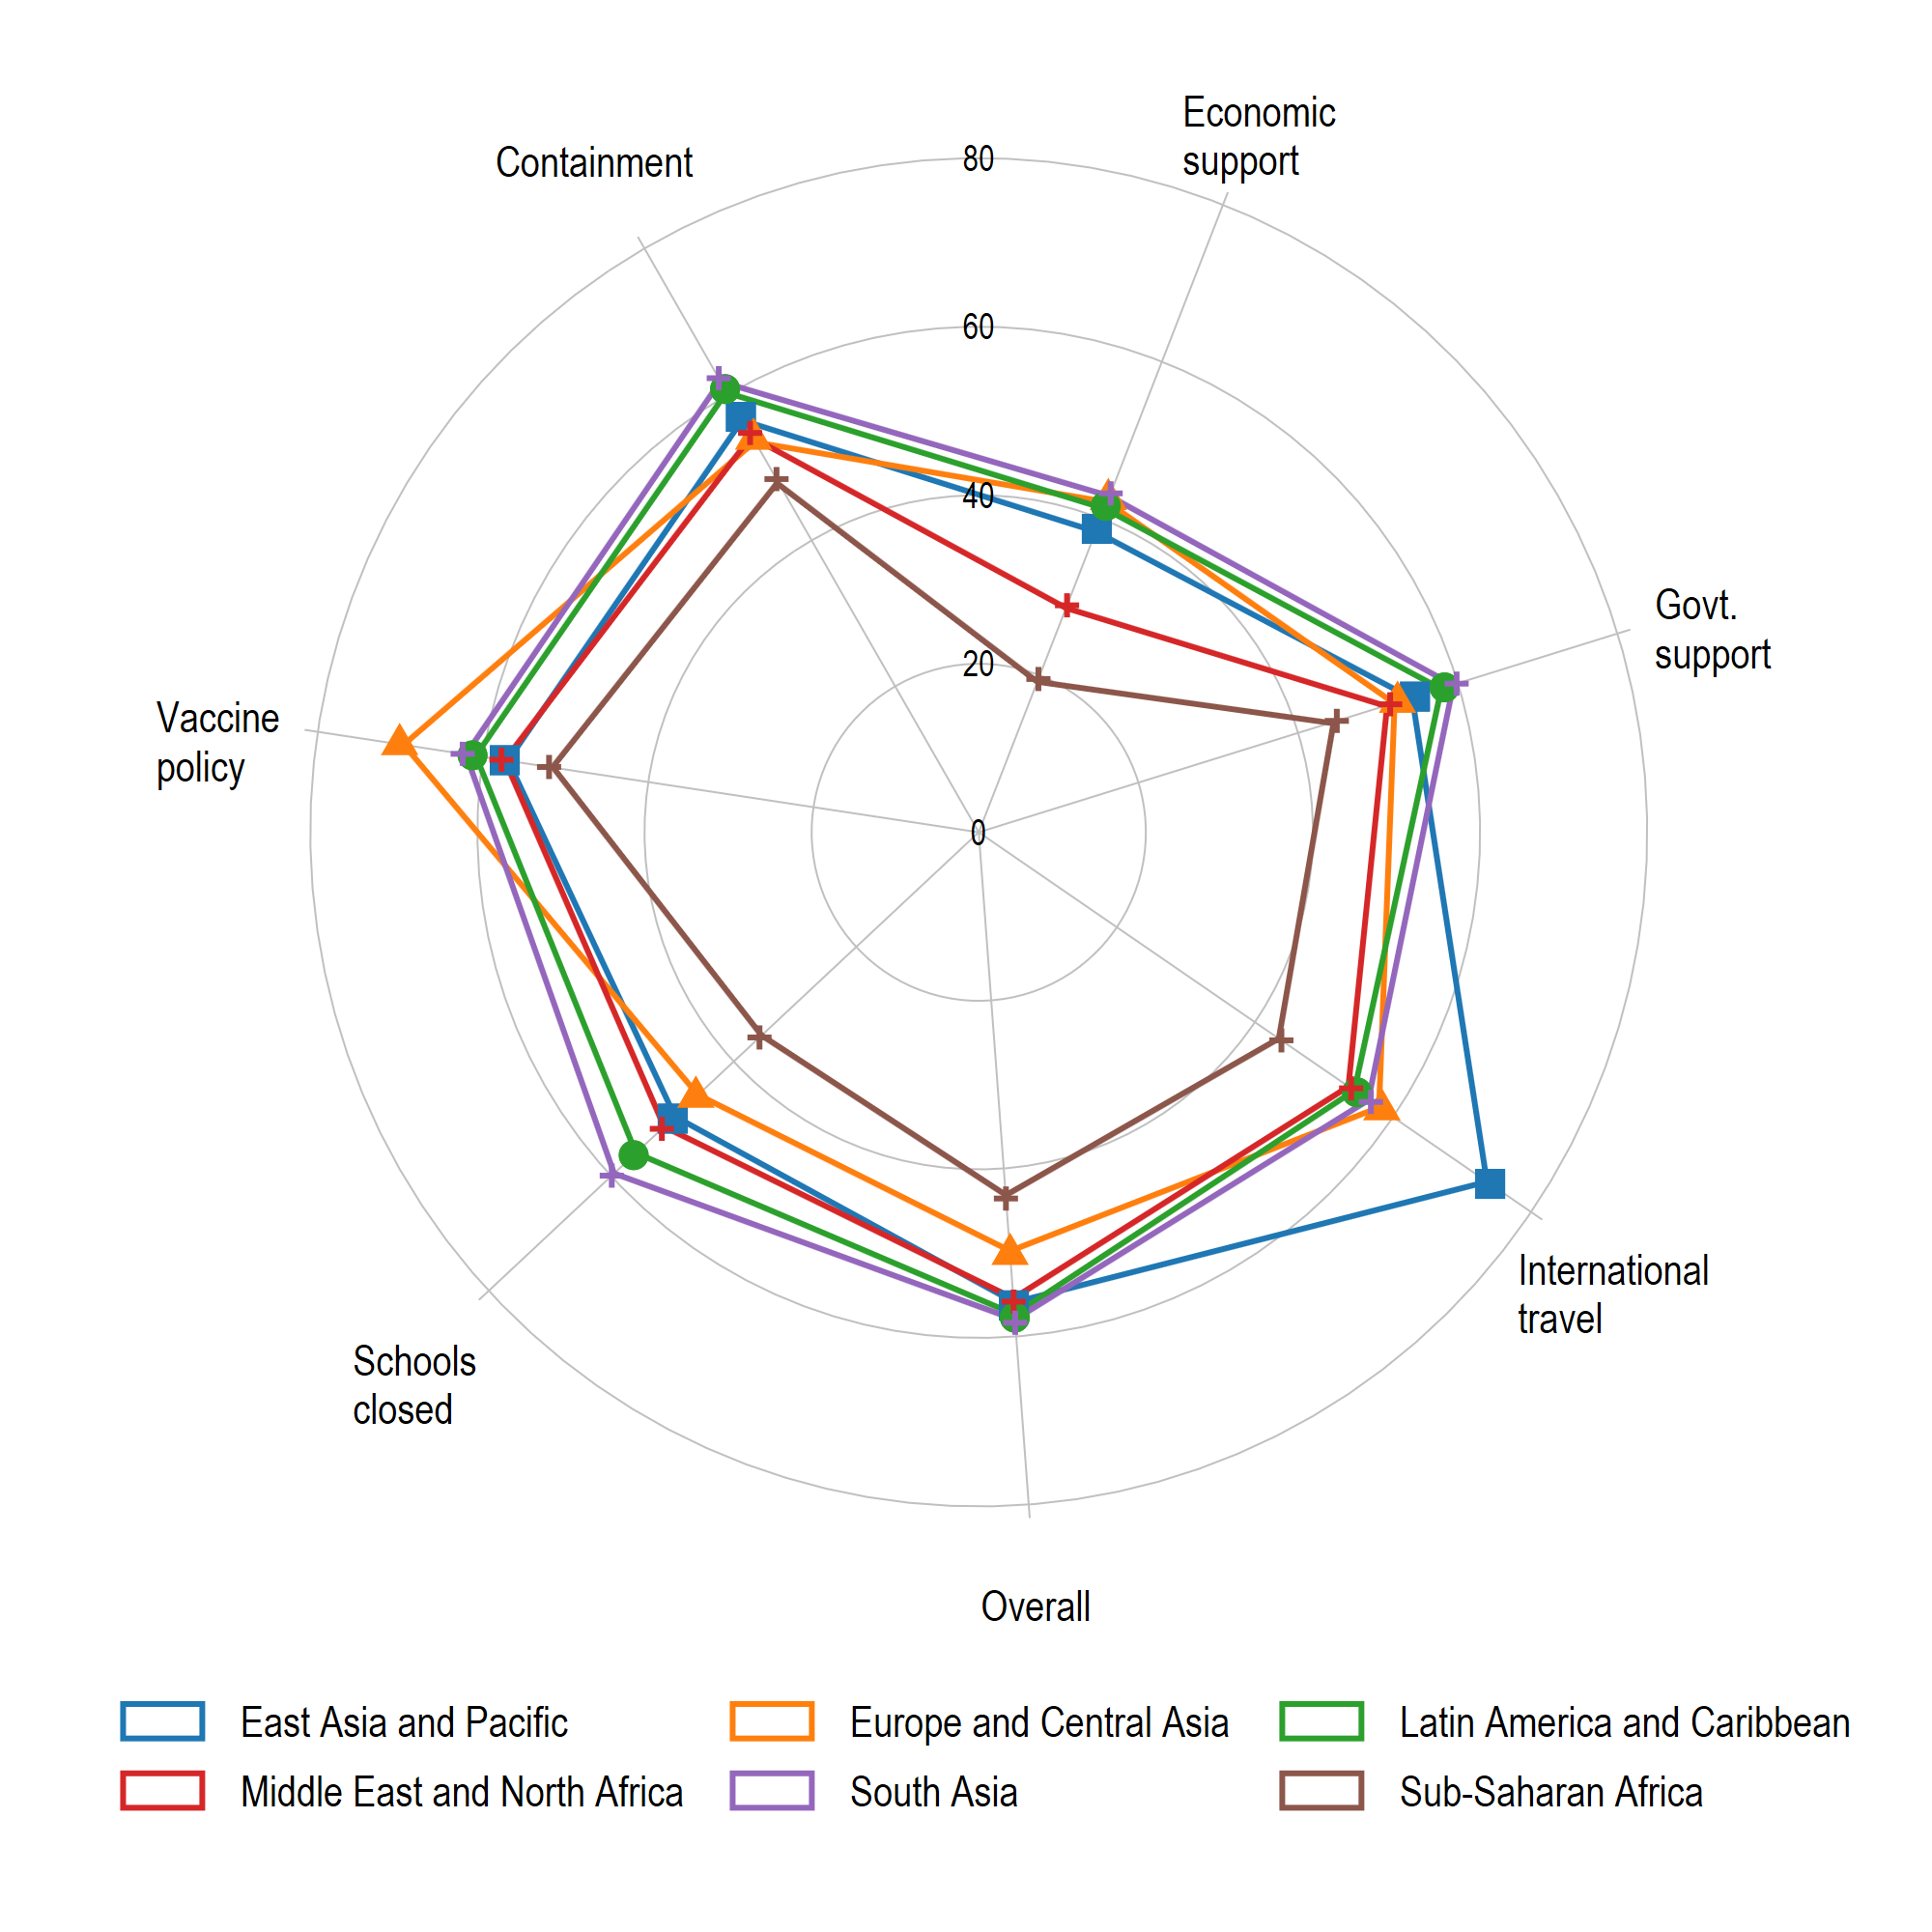 Economic
support
Containment
80
60
40
20
0
Govt.
support
Vaccine
policy
International
travel
Schools
closed
Overall
East Asia and Pacific
Europe and Central Asia
Latin America and Caribbean
Middle East and North Africa
South Asia
Sub-Saharan Africa